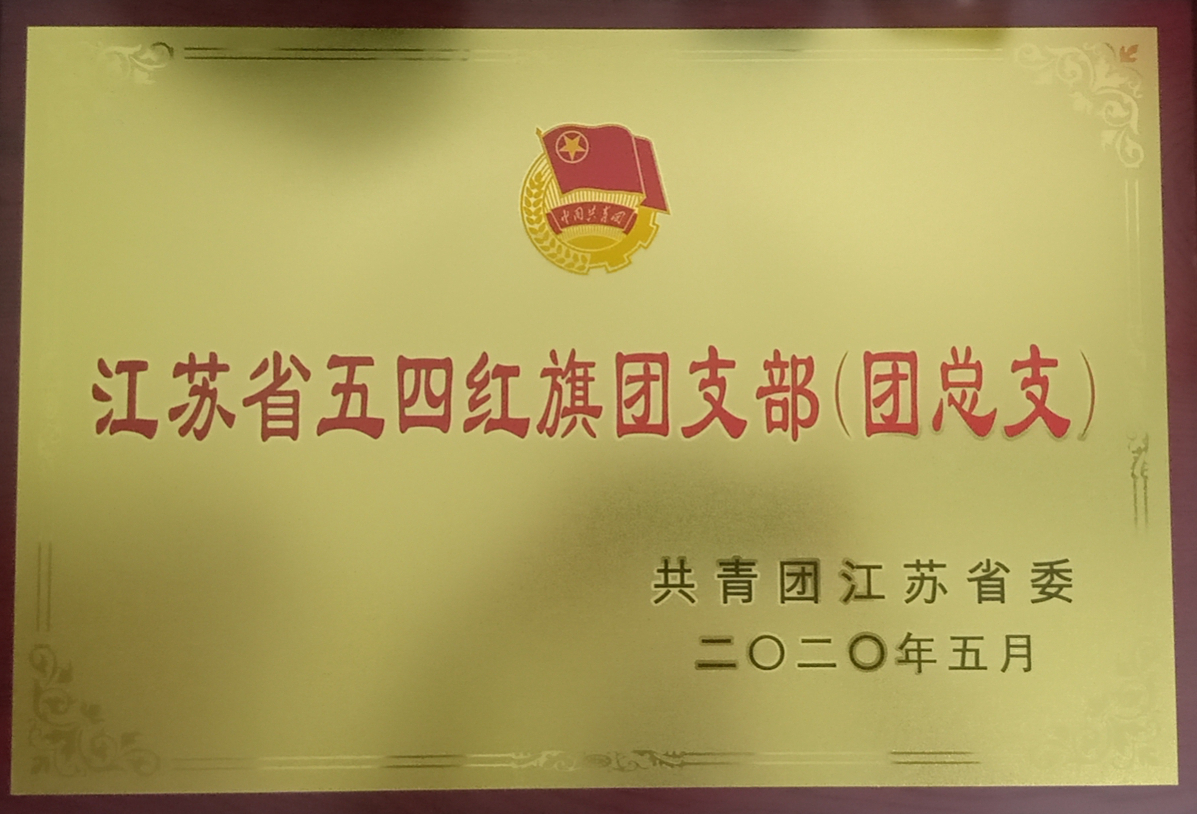 中国共青团
江苏省五四红旗团支部（团总支）
共青团江苏省委
二〇二〇年五月